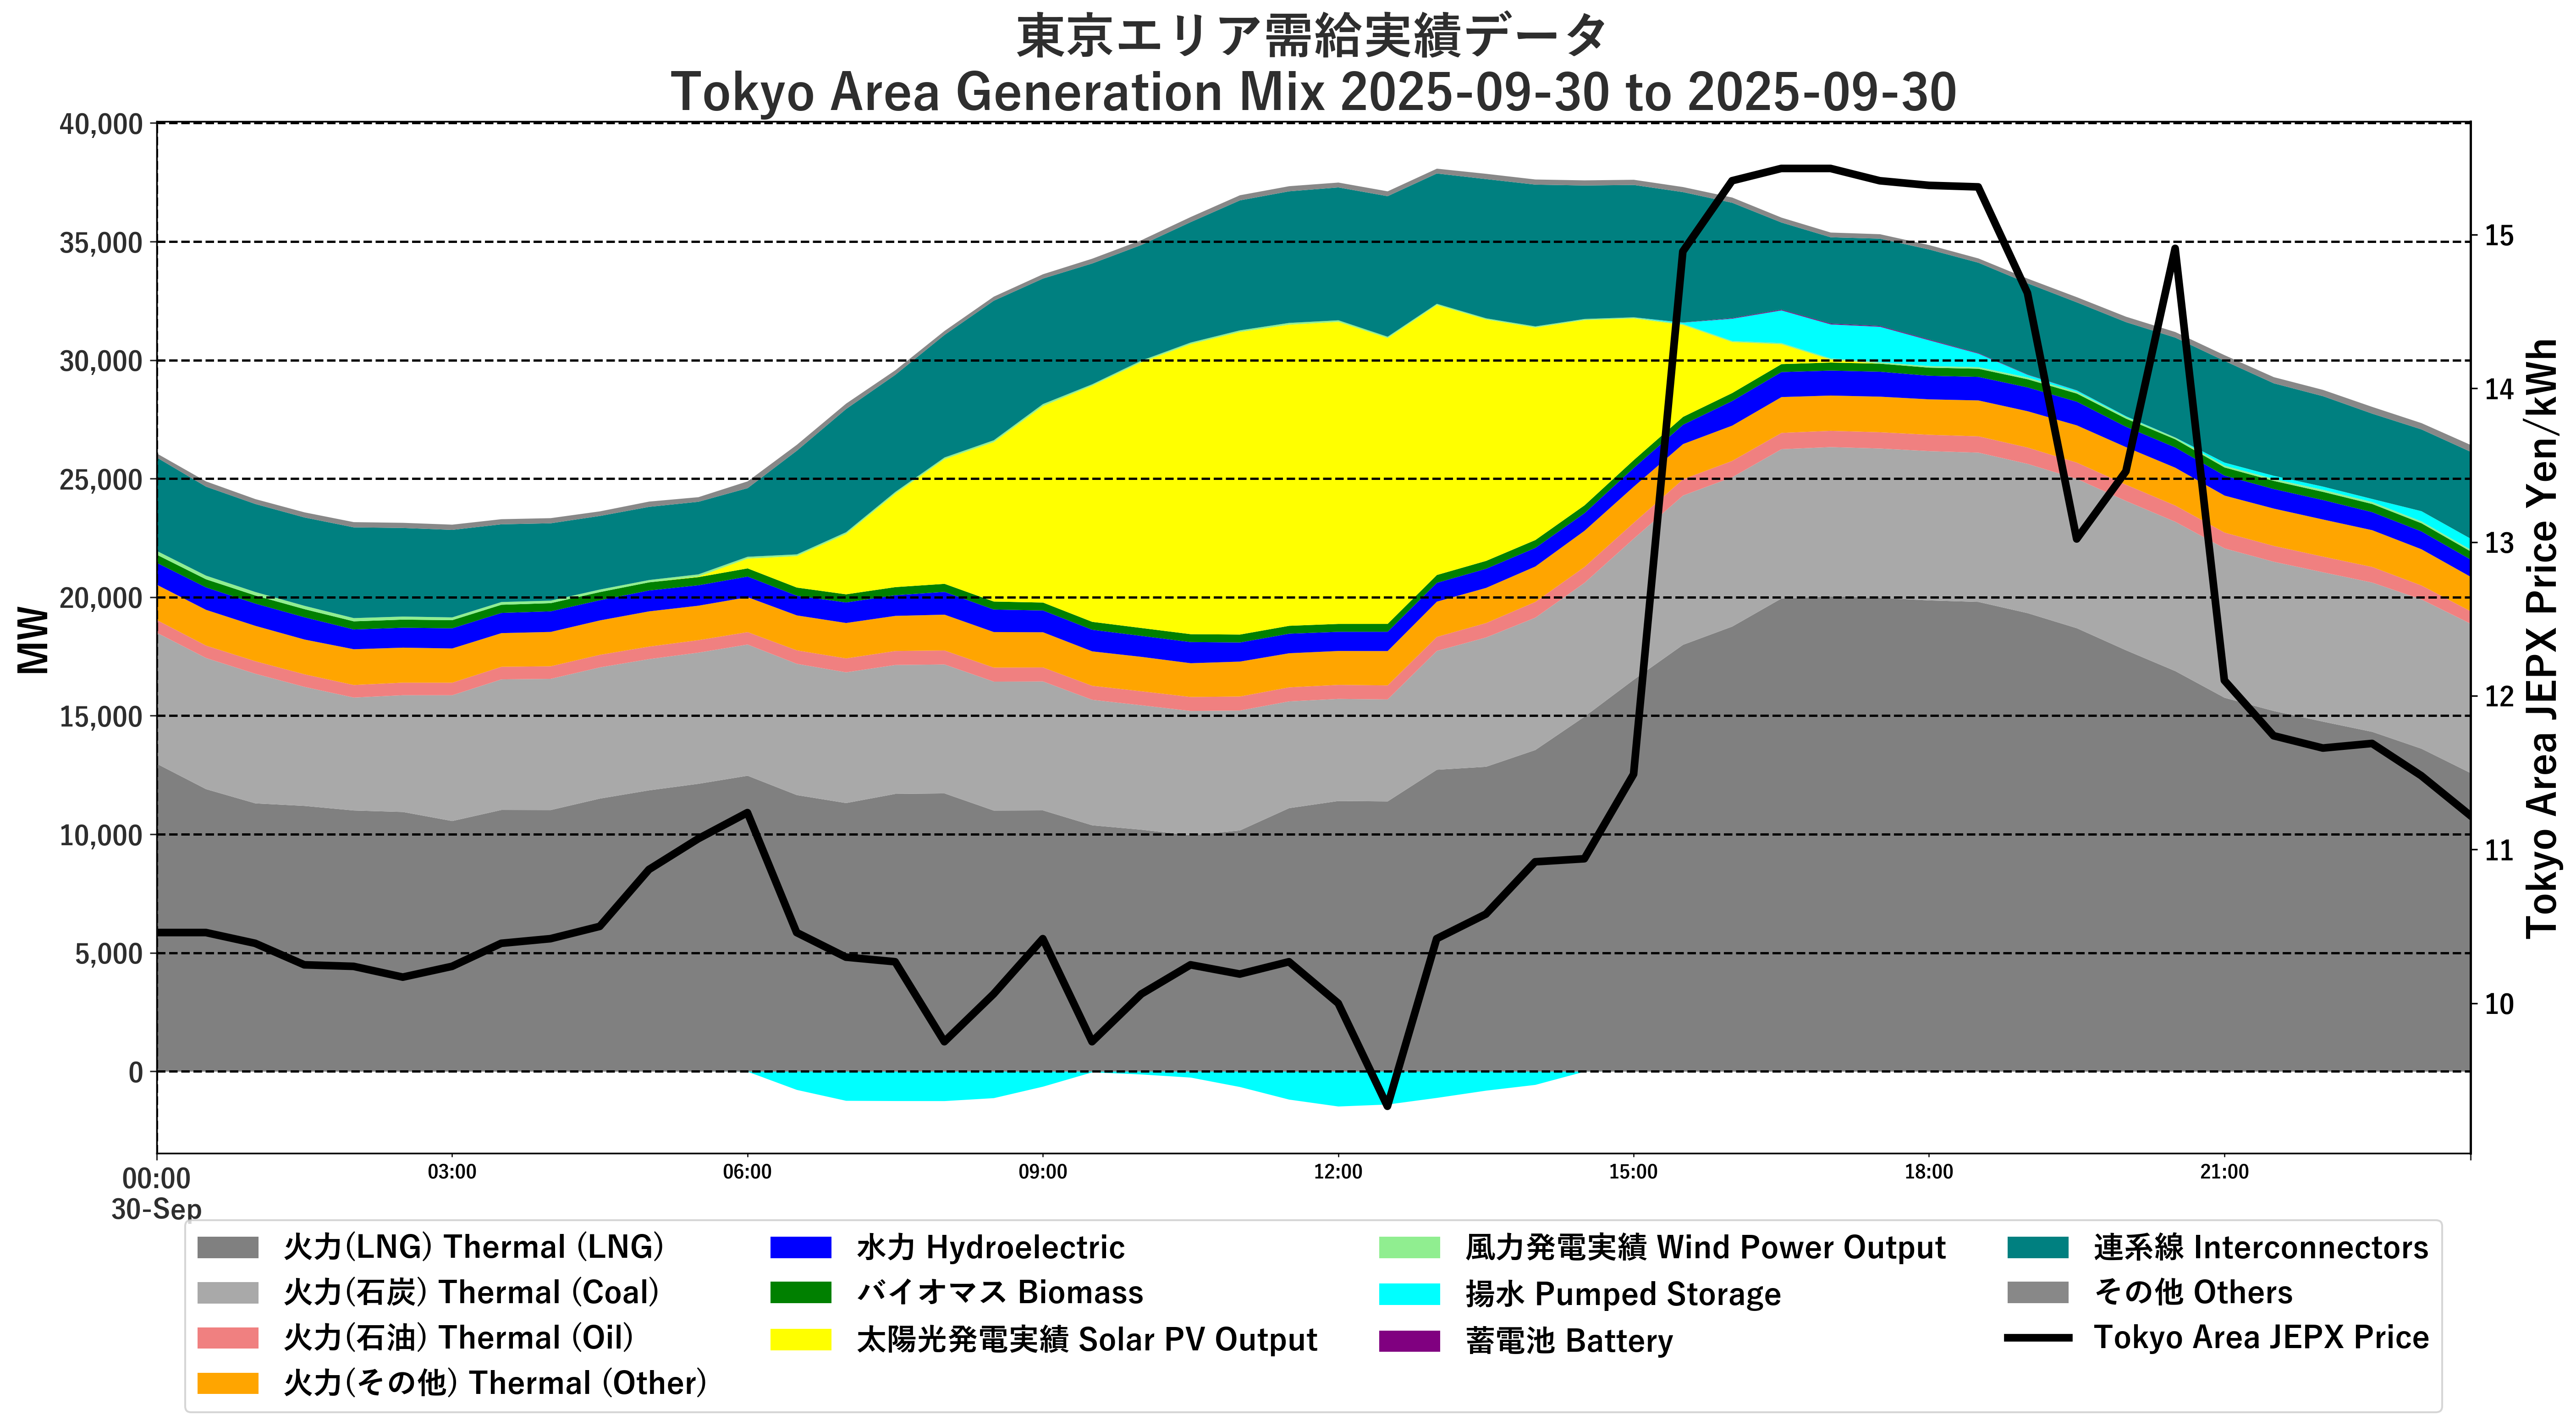 東京エリア需給実績データ
Tokyo Area Generation Mix 2025-09-30 to 2025-09-30
MW
40,000
35,000
30,000
25,000
20,000
15,000
10,000
5,000
0
15
14
13
12
11
10
Tokyo Area JEPX Price Yen/kWh
00:00
30-Sep
03:00
06:00
09:00
12:00
15:00
18:00
21:00
火力(LNG) Thermal (LNG)
火力(石炭) Thermal (Coal)
火力(石油) Thermal (Oil)
火力(その他) Thermal (Other)
水力 Hydroelectric
バイオマス Biomass
太陽光発電実績 Solar PV Output
風力発電実績 Wind Power Output
揚水 Pumped Storage
蓄電池 Battery
連系線 Interconnectors
その他 Others
Tokyo Area JEPX Price